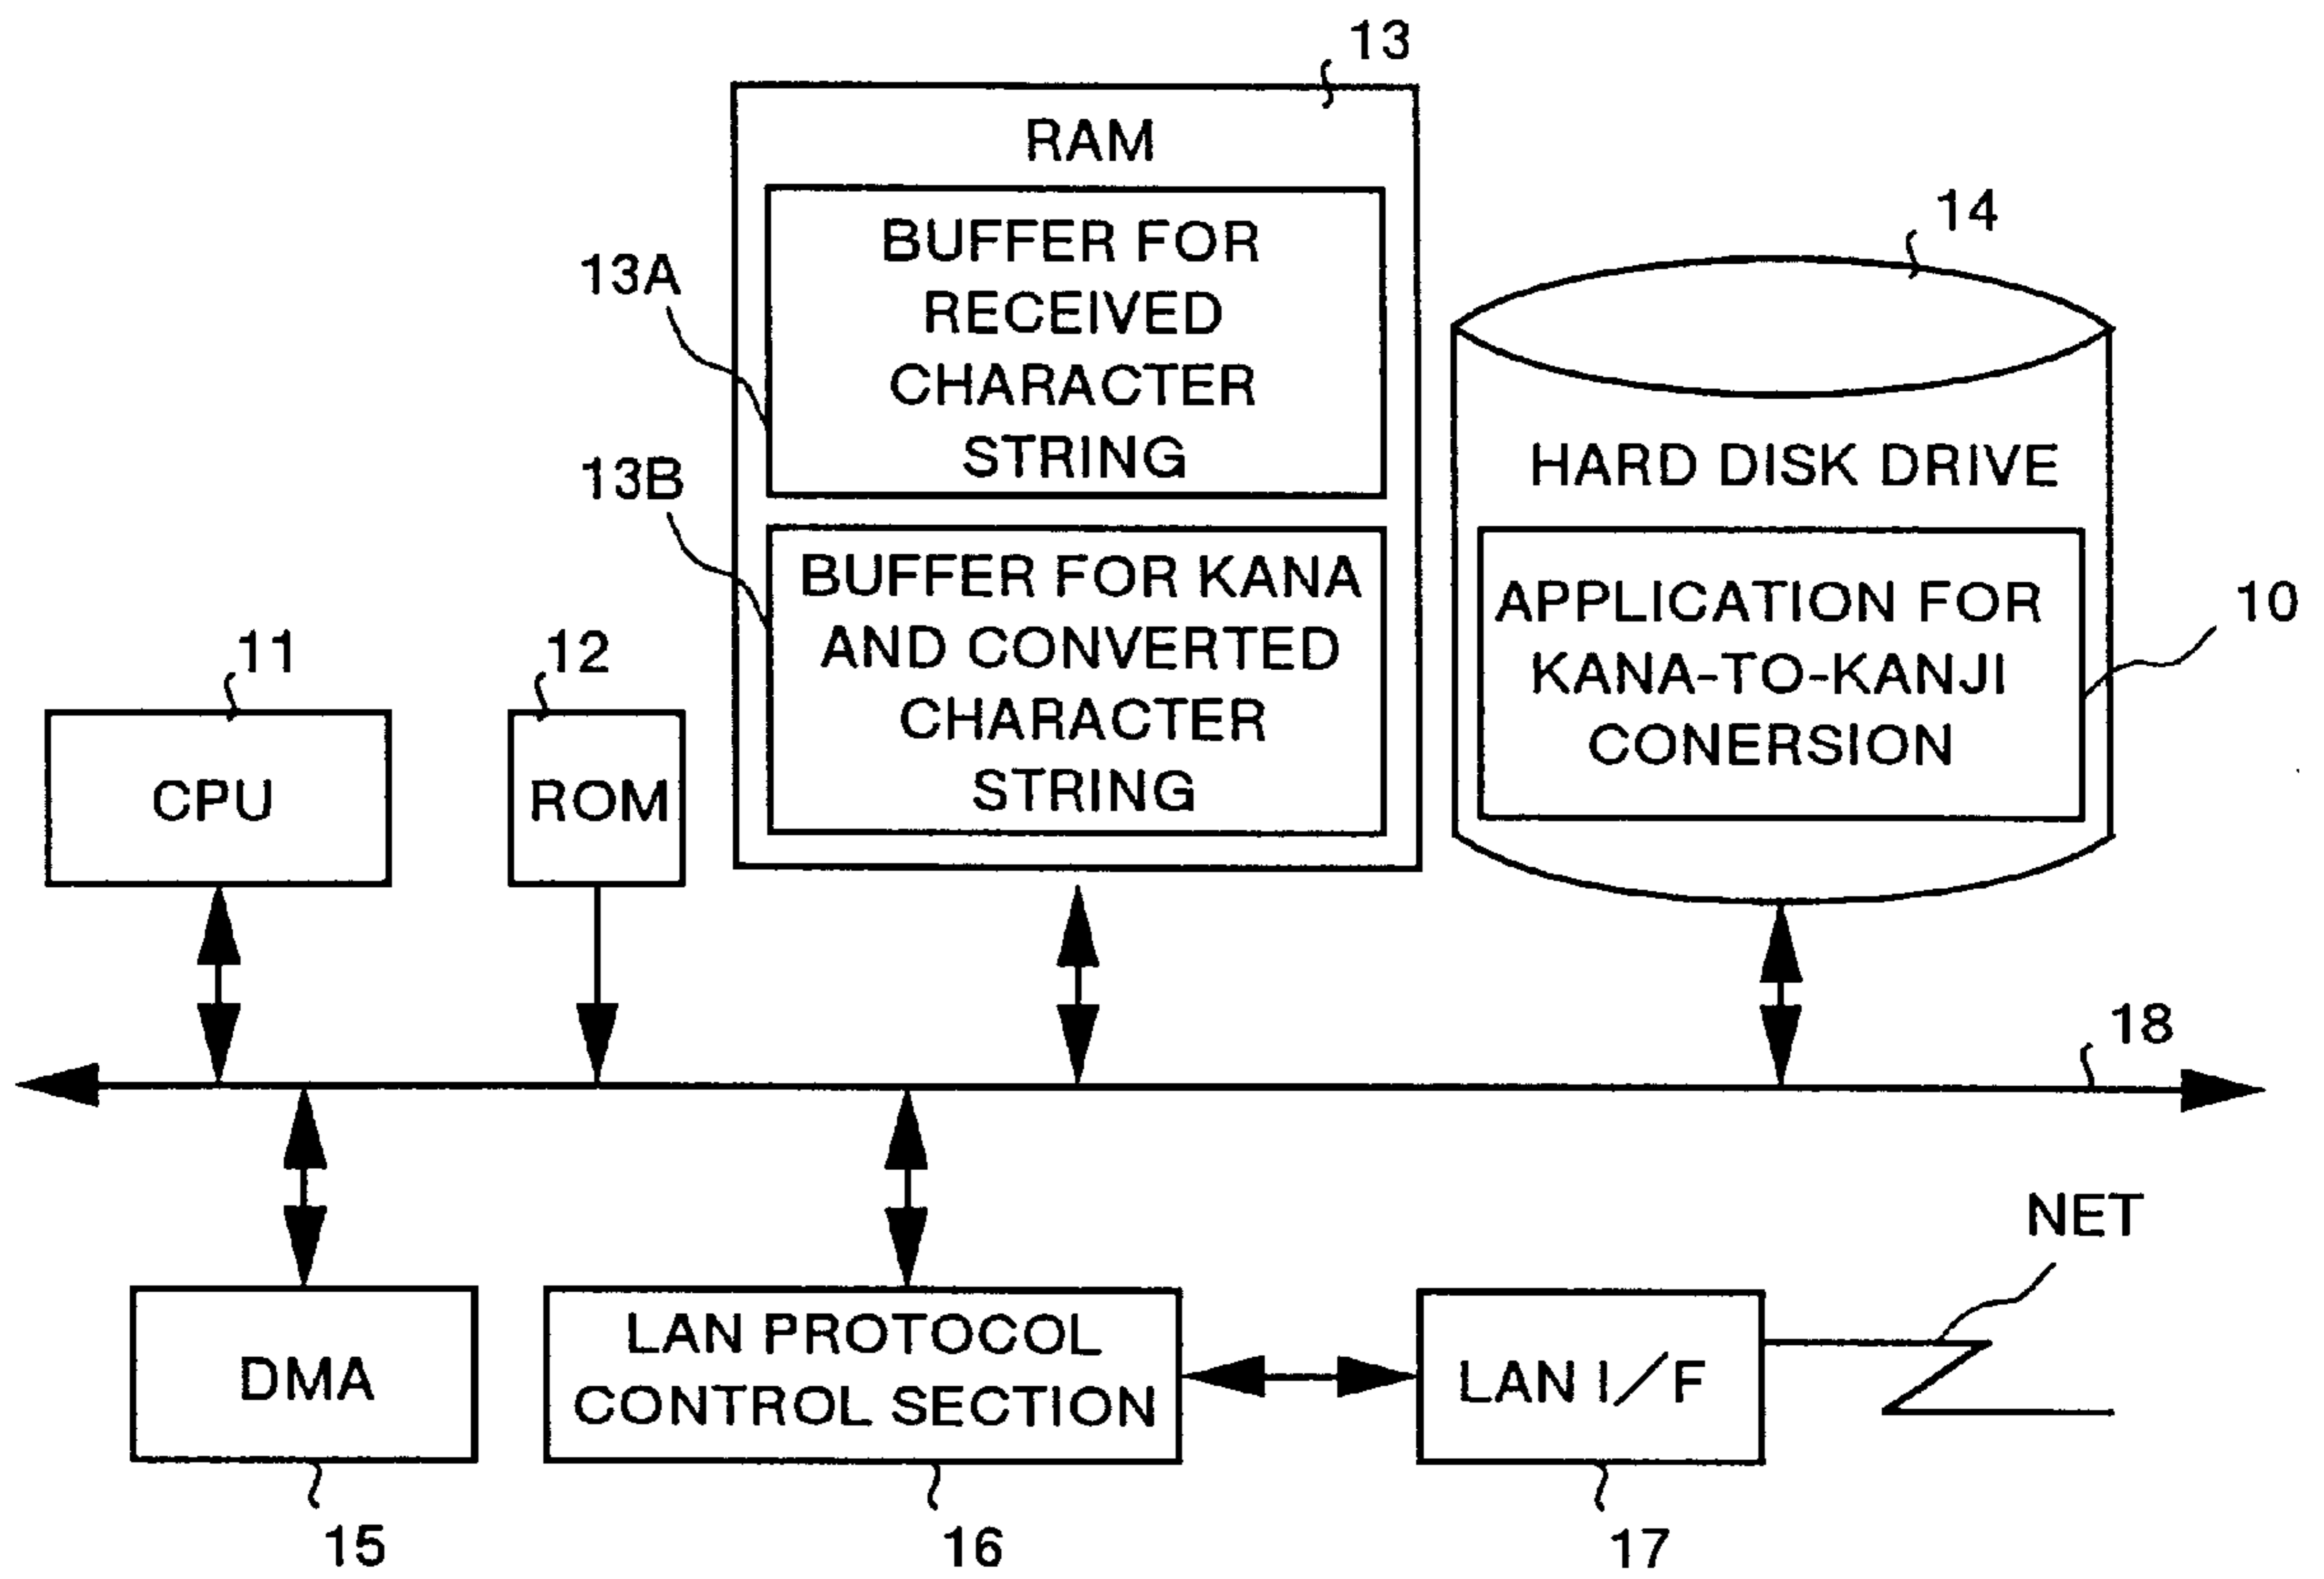 13
RAM
BUFFER FOR
RECEIVED
CHARACTER
STRING
13A
13B
BUFFER FOR KANA
AND CONVERTED
CHARACTER
STRING
14
HARD DISK DRIVE
APPLICATION FOR
KANA-TO-KANJI
CONERSION
10
11
CPU
12
ROM
18
NET
DMA
15
LAN PROTOCOL
CONTROL SECTION
16
LAN I/F
17